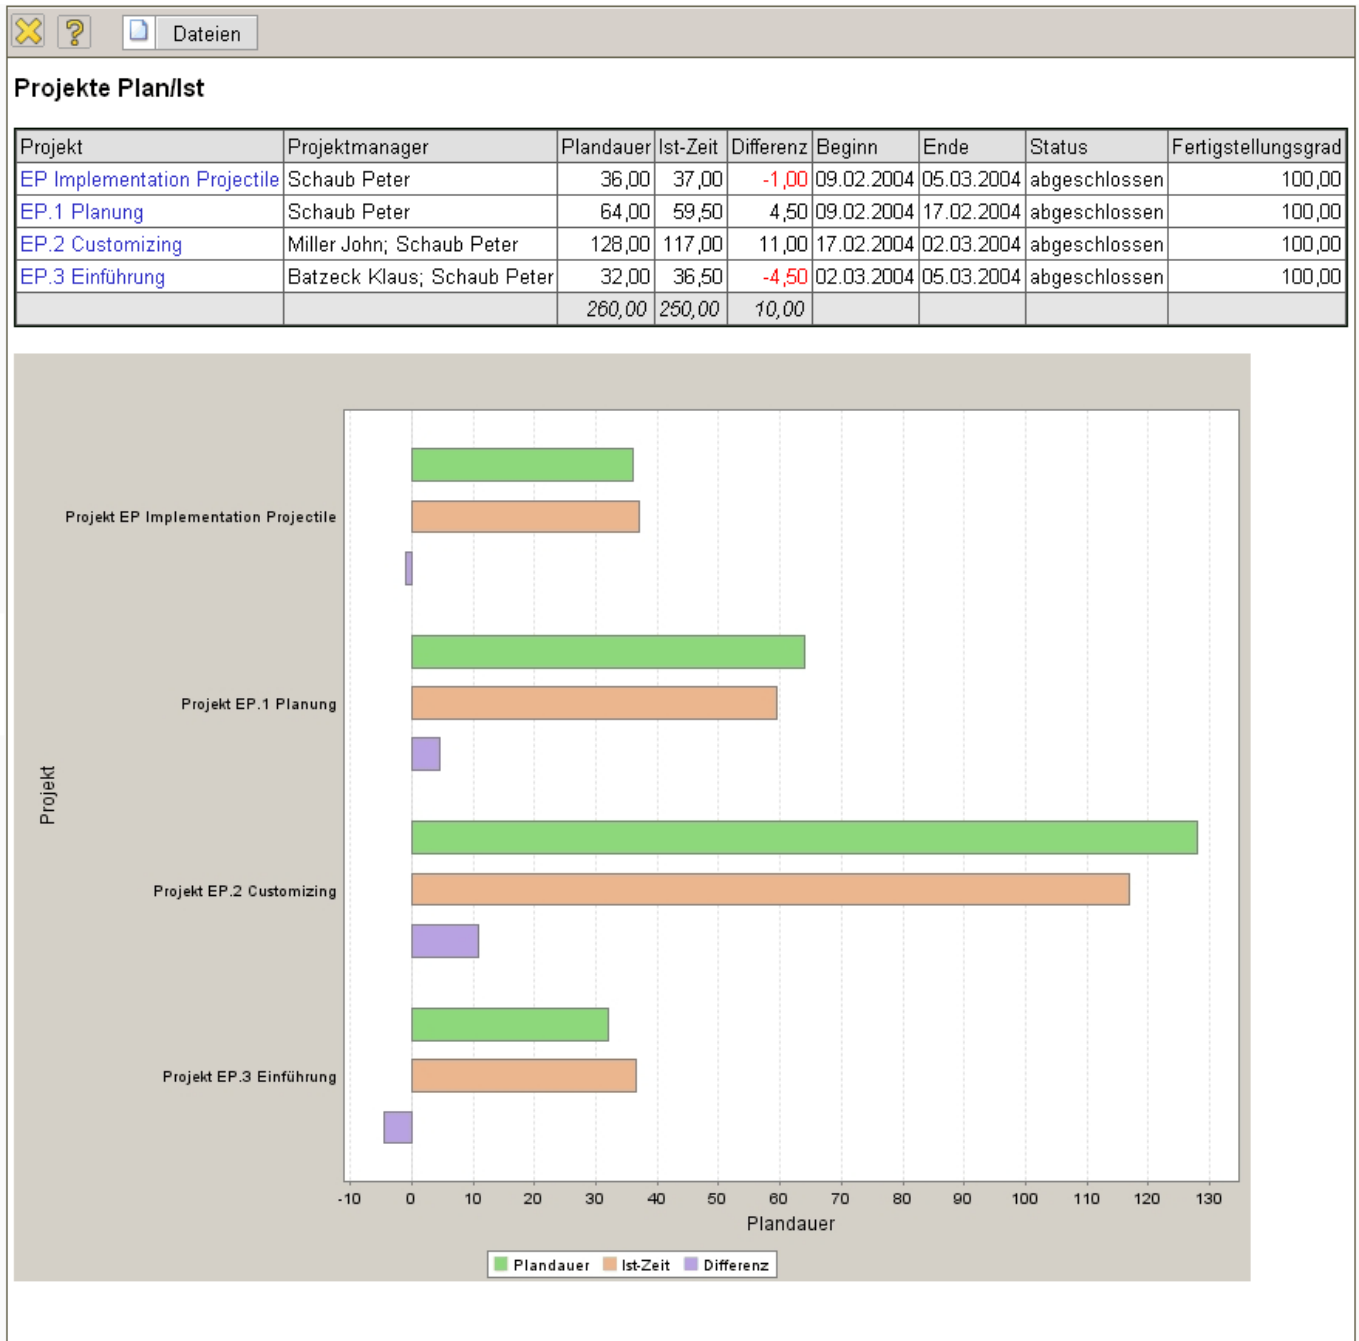 Dateien
Projekte Plan/Ist
Projekt Projektmanager Plandauer Ist-Zeit Differenz Beginn Ende Status Fertigstellungsgrad
EP Implementation Projectile Schaub Peter 36,00 37,00 -1,00 09.02.2004 05.03.2004 abgeschlossen 100,00
EP.1 Planung Schaub Peter 64,00 59,50 4,50 09.02.2004 17.02.2004 abgeschlossen 100,00
EP.2 Customizing Miller John; Schaub Peter 128,00 117,00 11,00 17.02.2004 02.03.2004 abgeschlossen 100,00
EP.3 Einführung Batzeck Klaus; Schaub Peter 32,00 36,50 -4,50 02.03.2004 05.03.2004 abgeschlossen 100,00
260,00 250,00 10,00
Projekt EP Implementation Projectile
Projekt EP.1 Planung
Projekt
Projekt EP.2 Customizing
Projekt EP.3 Einführung
-10 0 10 20 30 40 50 60 70 80 90 100 110 120 130
Plandauer
Plandauer Ist-Zeit Differenz